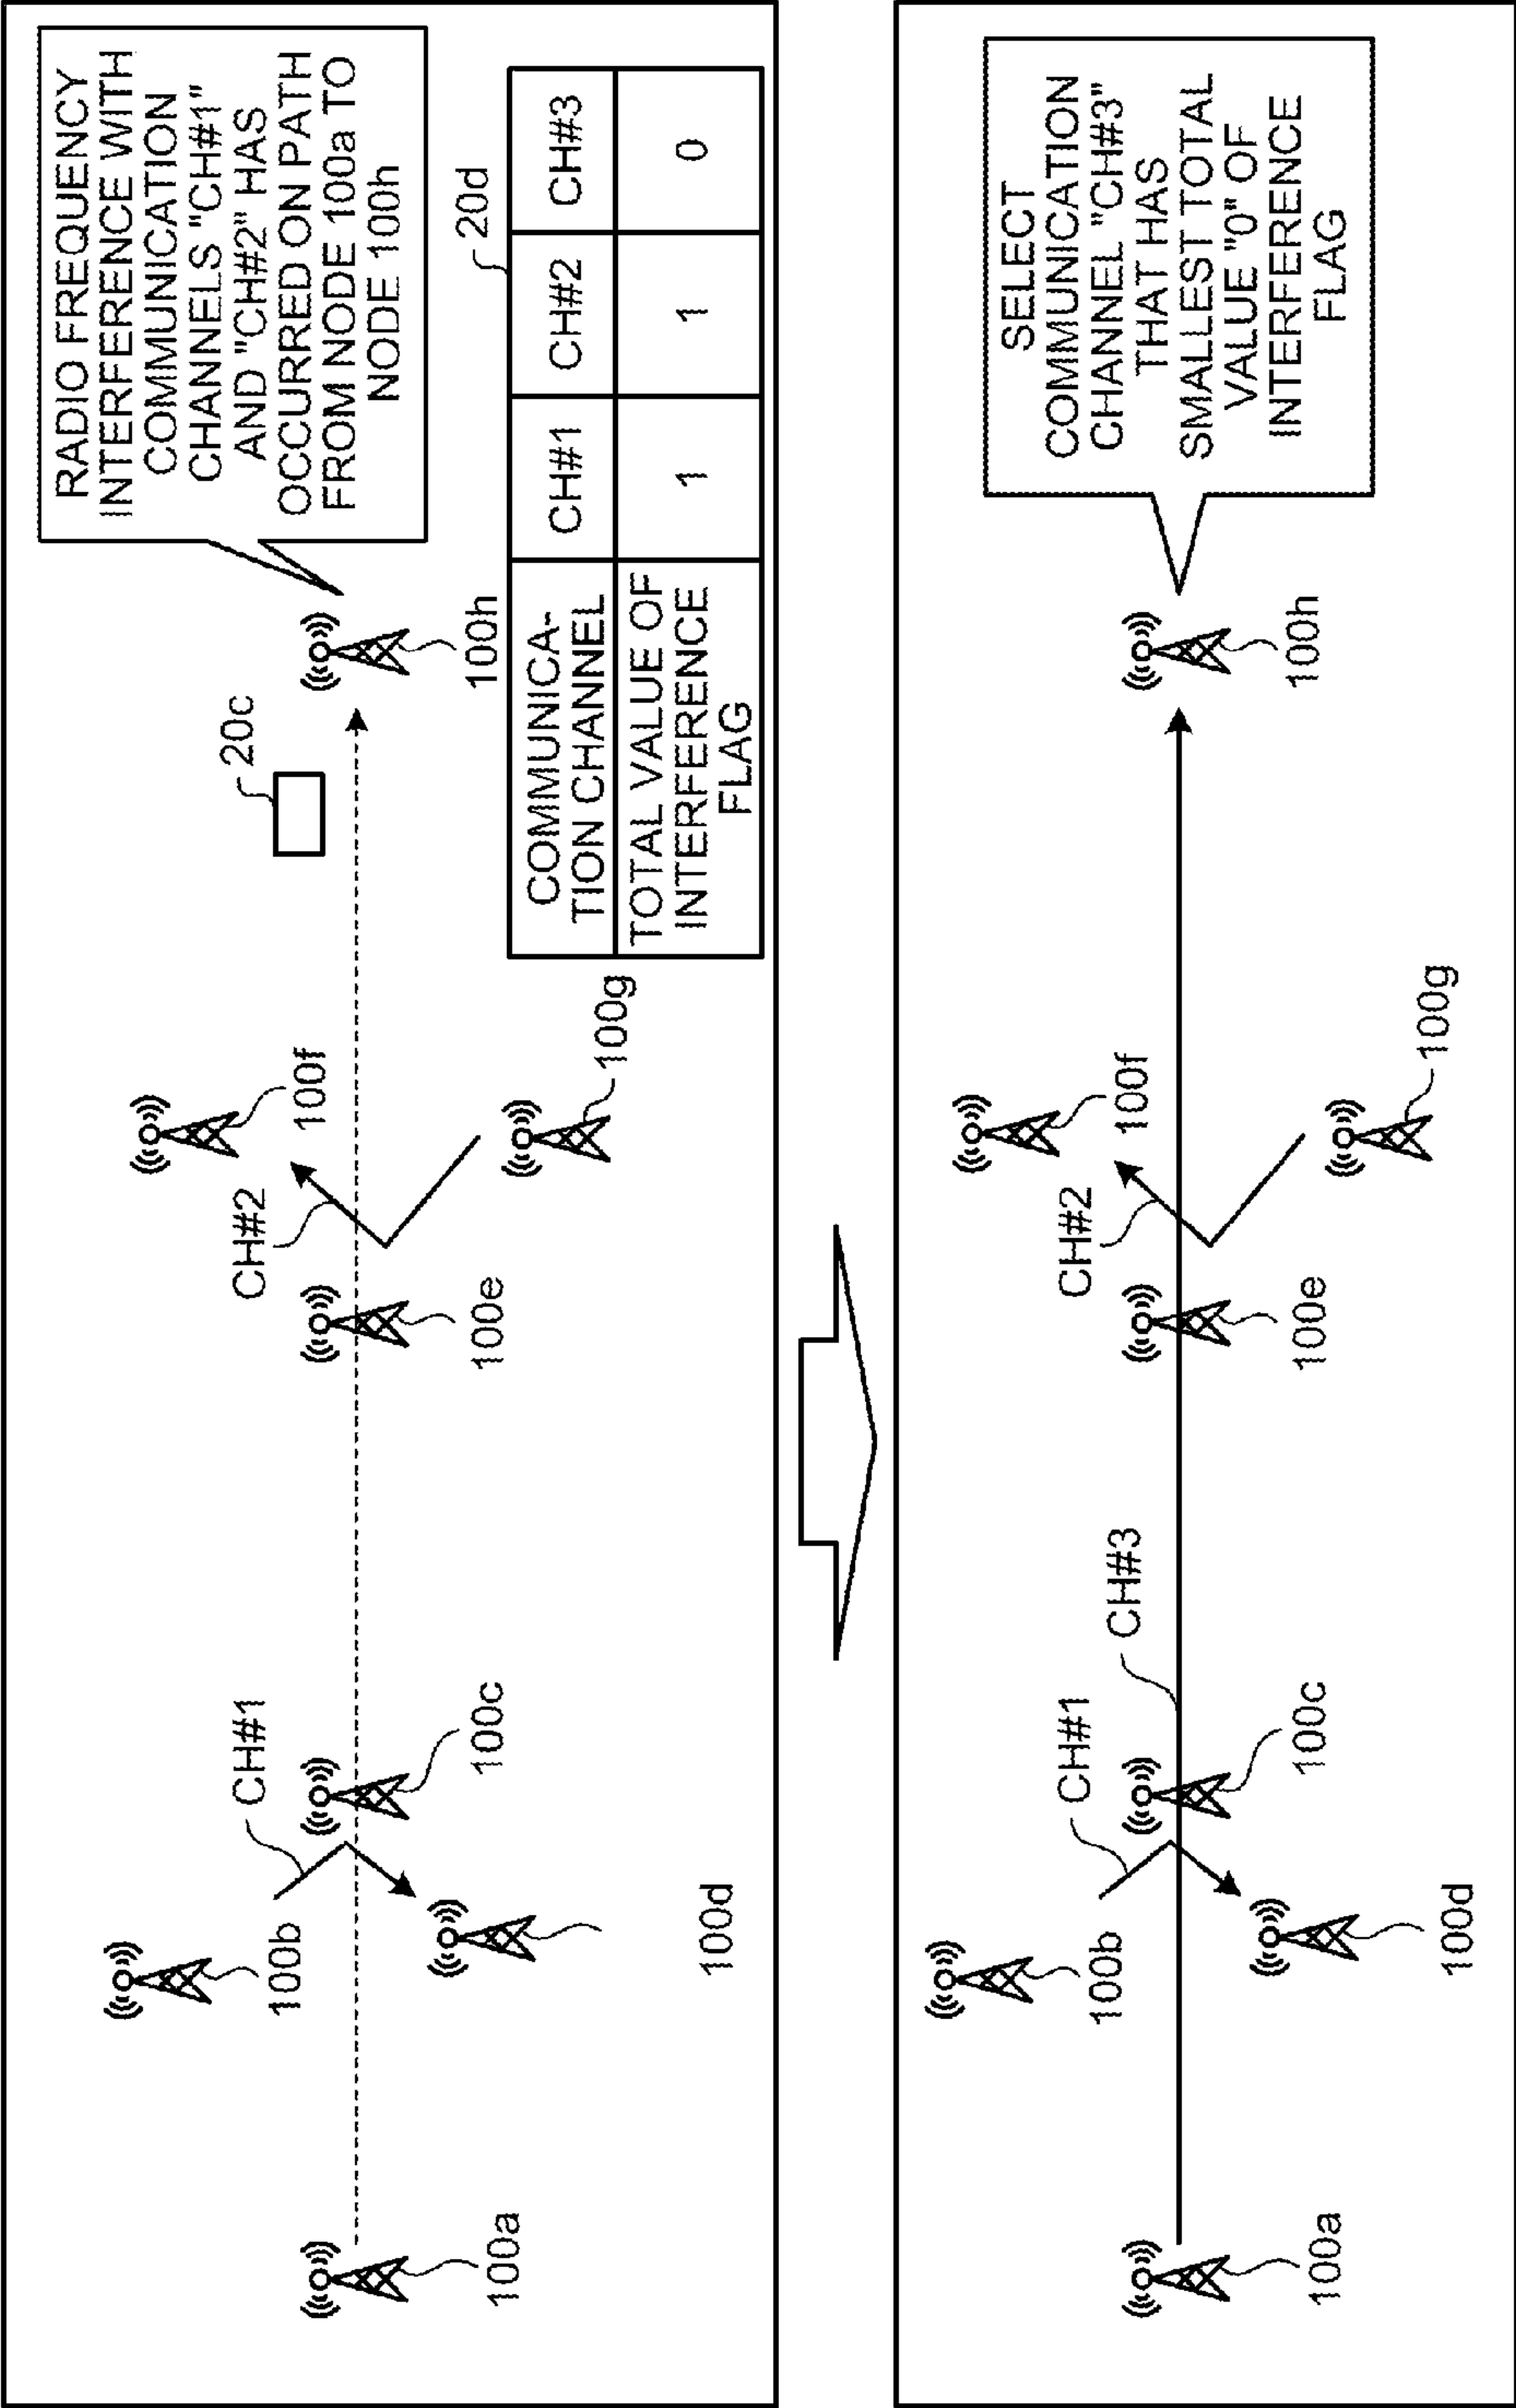 RADIO FREQUENCY
INTERFERENCE WITH
COMMUNICATION
CHANNELS "CH#1"
AND "CH#2" HAS
OCCURRED ON PATH
FROM NODE 100a TO
NODE 100h
20c
100b
CH#1
CH#2
100f
100a
100c
100e
100h
100d
100g
20d
COMMUNICA-
TION CHANNEL
CH#1
CH#2
CH#3
TOTAL VALUE OF
INTERFERENCE
FLAG
1
1
0
SELECT
COMMUNICATION
CHANNEL "CH#3"
THAT HAS
SMALLEST TOTAL
VALUE "0" OF
INTERFERENCE
FLAG
100b
CH#1
CH#3
CH#2
100f
100a
100c
100e
100h
100d
100g